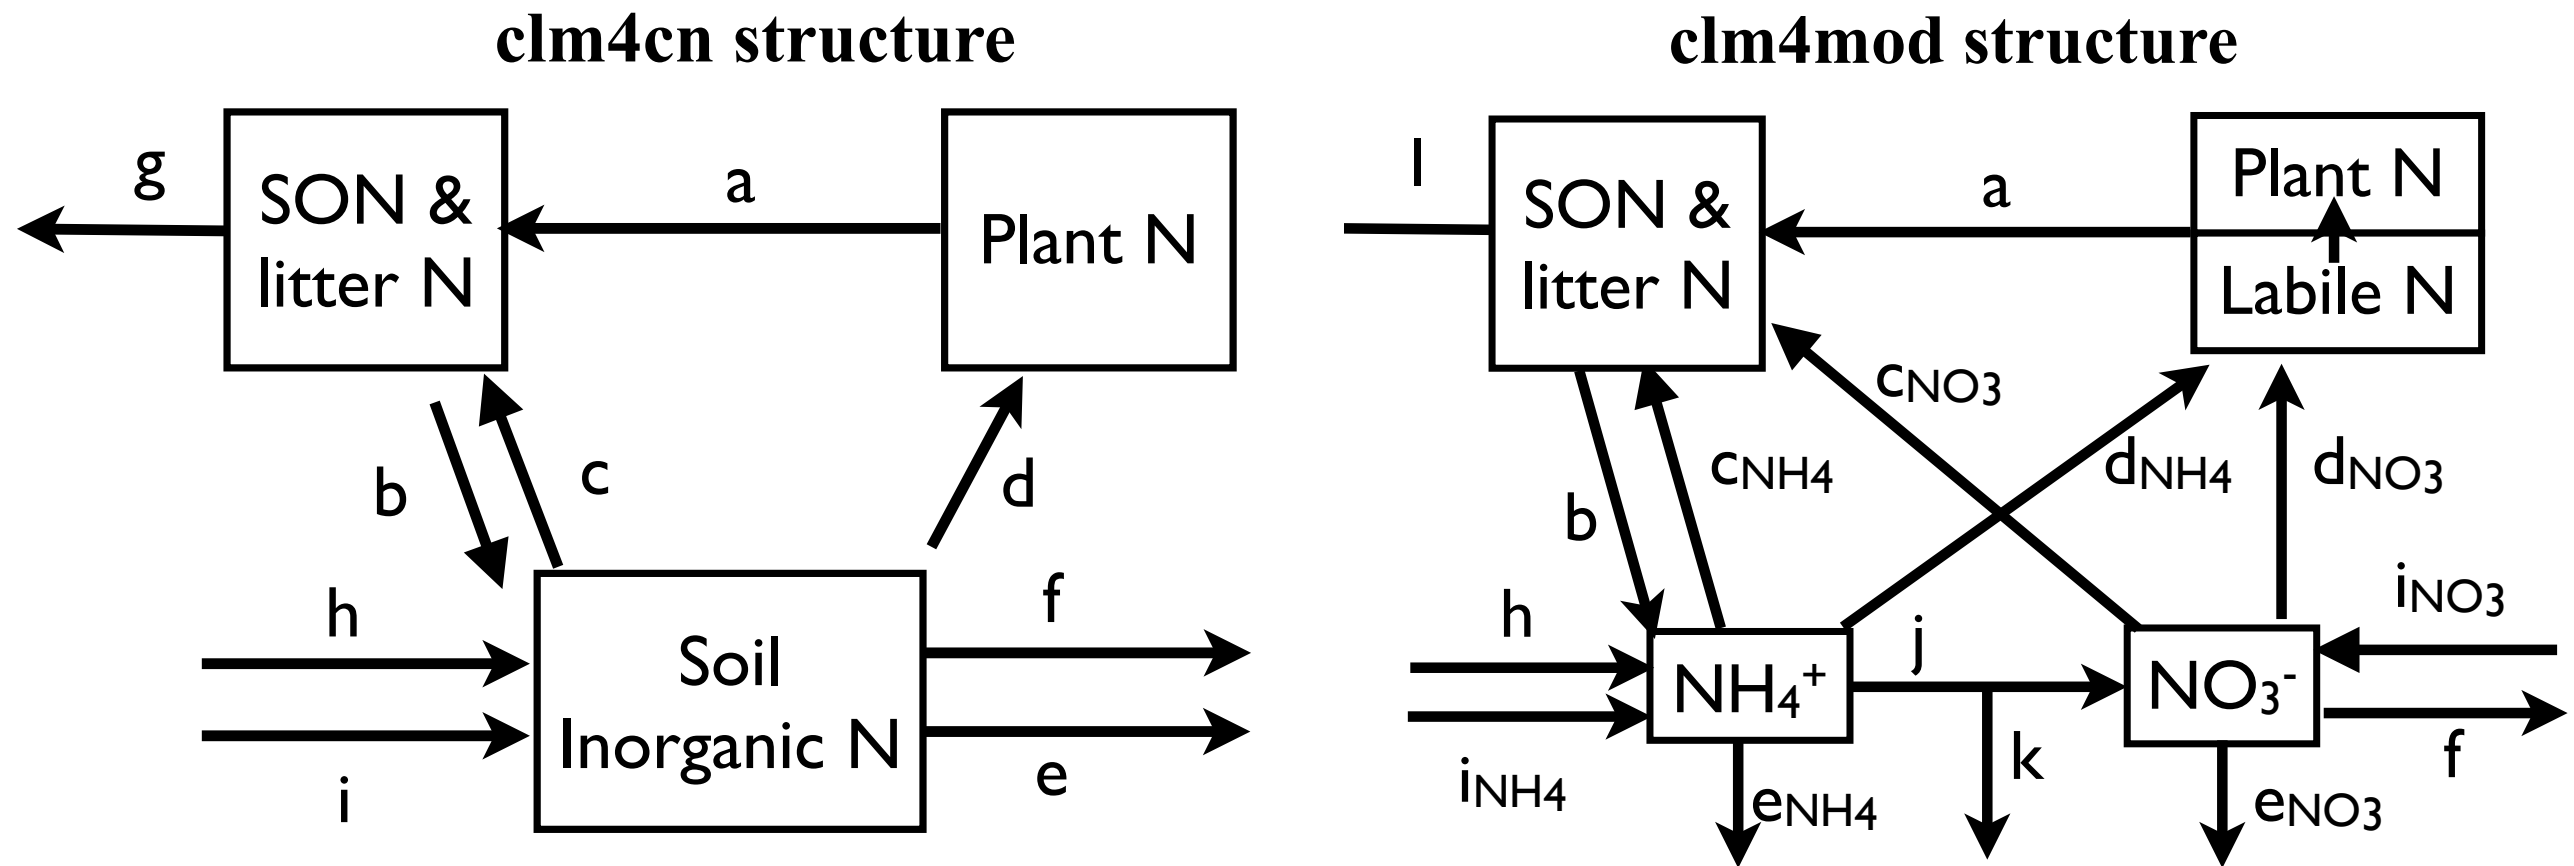 clm4cn structure
g
SON &
litter N
a
Plant N
b
c
d
h
i
Soil
Inorganic N
f
e
clm4mod structure
l
SON &
litter N
a
Plant N
Labile N
b
cNH4
cNO3
dNH4
dNO3
h
iNH4
NH4+
j
k
NO3-
iNO3
f
eNH4
eNO3